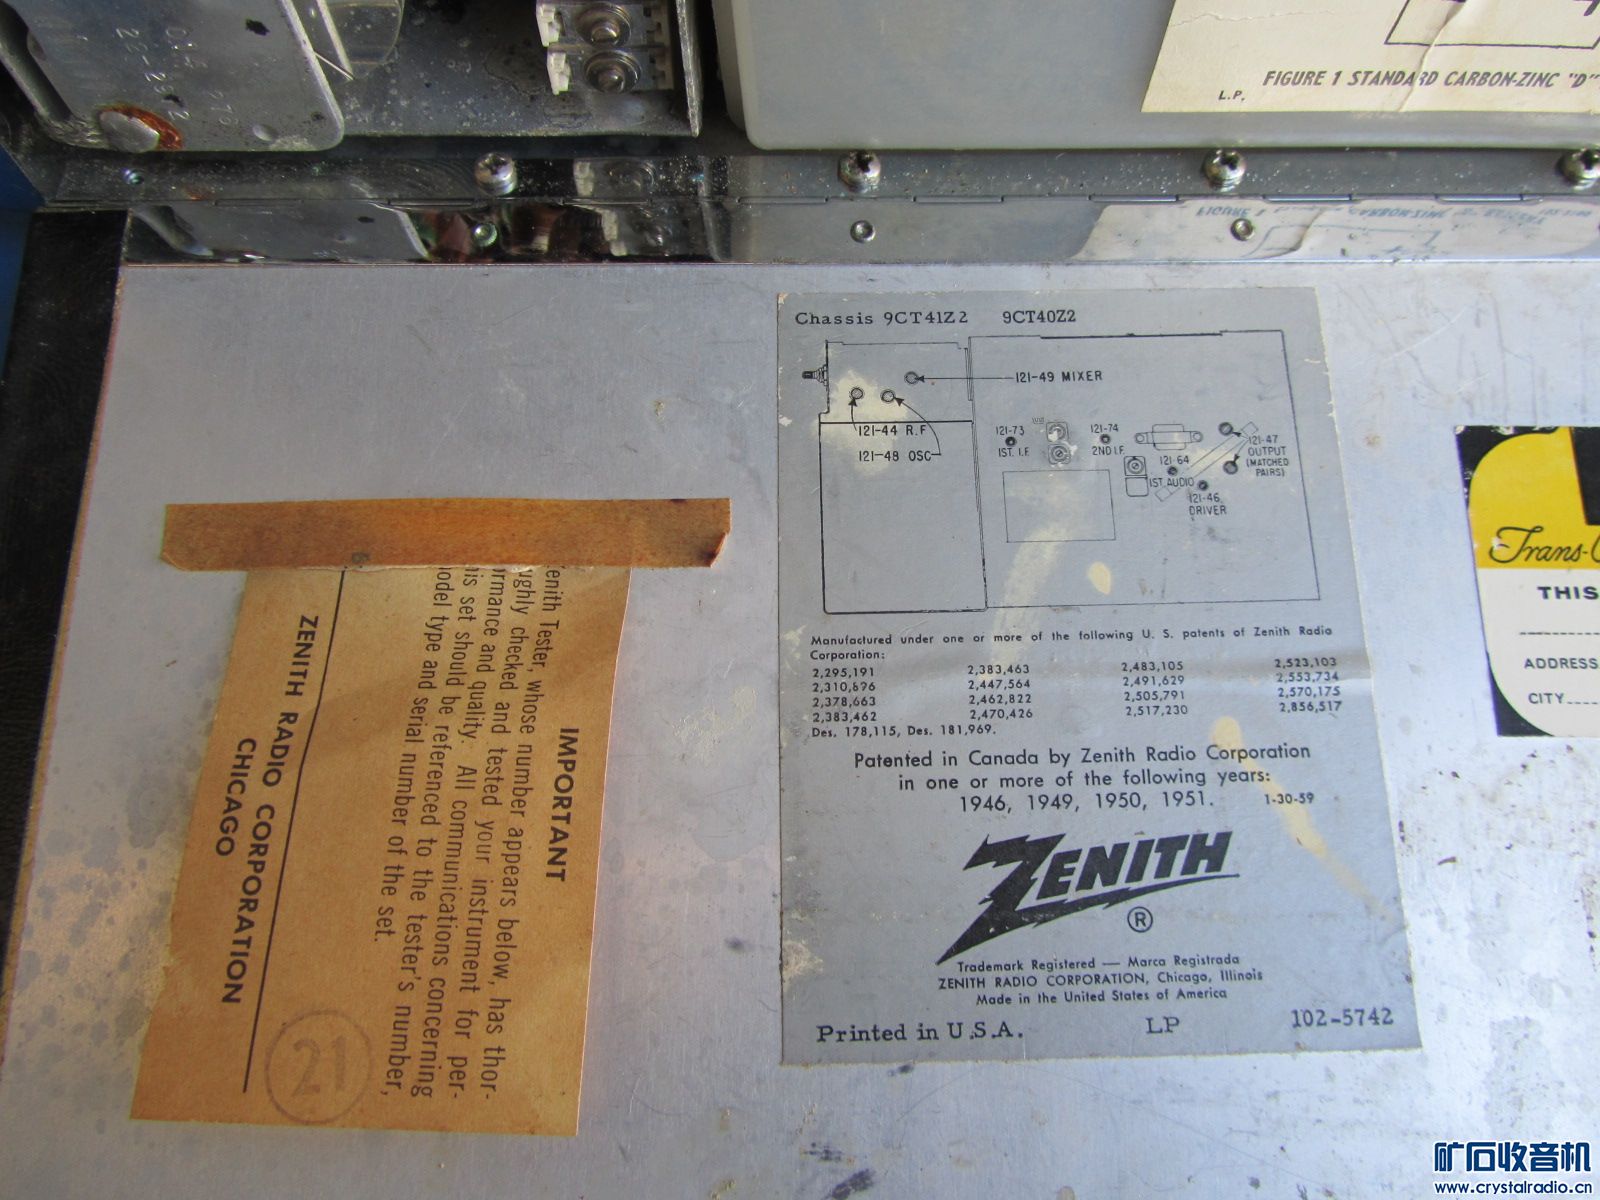 FIGURE 1 STANDARD CARBON-ZINC "D"
L.P.
Chassis 9CT41Z2 9CT40Z2
121-49 MIXER
121-44 R.F
121-48 OSC
121-73
1ST. I.F.
121-74
2ND I.F.
121-64
1ST. AUDIO
121-47
OUTPUT
(MATCHED
PAIRS)
121-46
DRIVER
Manufactured under one or more of the following U. S. patents of Zenith Radio
Corporation:
2,295,191 2,383,463 2,483,105 2,523,103
2,310,696 2,447,564 2,491,629 2,553,734
2,378,663 2,462,822 2,505,791 2,570,175
2,383,462 2,470,426 2,517,230 2,856,517
Des. 178,115, Des. 181,969.
Patented in Canada by Zenith Radio Corporation
in one or more of the following years:
1946, 1949, 1950, 1951. 1-30-59
ZENITH
®
Trademark Registered — Marca Registrada
ZENITH RADIO CORPORATION, Chicago, Illinois
Made in the United States of America
Printed in U.S.A. LP 102-5742
IMPORTANT
enith Tester, whose number appears below, has thor-
ughly checked and tested your instrument for per-
rmance and quality. All communications concerning
is set should be referenced to the tester's number,
odel type and serial number of the set.
ZENITH RADIO CORPORATION
CHICAGO
21
Trans-
THIS
ADDRESS
CITY
矿石收音机
www.crystalradio.cn